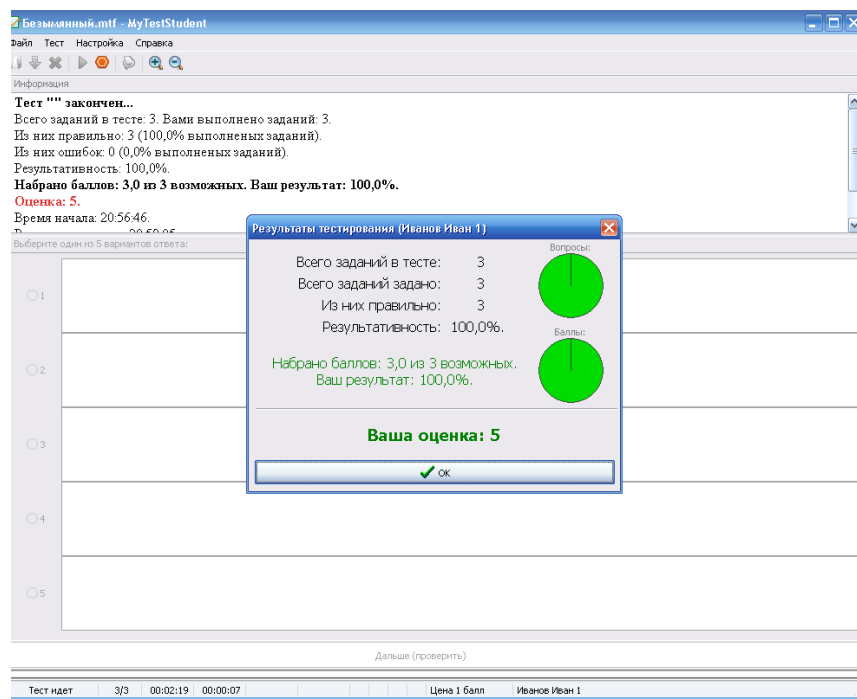 Безымянный.mtf - MyTestStudent
Файл Тест Настройка Справка
Информация
Тест "" закончен...
Всего заданий в тесте: 3. Вами выполнено заданий: 3.
Из них правильно: 3 (100,0% выполненых заданий).
Из них ошибок: 0 (0,0% выполненых заданий).
Результативность: 100,0%.
Набрано баллов: 3,0 из 3 возможных. Ваш результат: 100,0%.
Оценка: 5.
Время начала: 20:56:46.
Выберите один из 5 вариантов ответа:
1
2
3
4
5
Результаты тестирования (Иванов Иван 1)
Всего заданий в тесте: 3
Всего заданий задано: 3
Из них правильно: 3
Результативность: 100,0%.
Вопросы:
Баллы:
Набрано баллов: 3,0 из 3 возможных.
Ваш результат: 100,0%.
Ваша оценка: 5
ОК
Дальше (проверить)
Тест идет 3/3 00:02:19 00:00:07 Цена 1 балл Иванов Иван 1